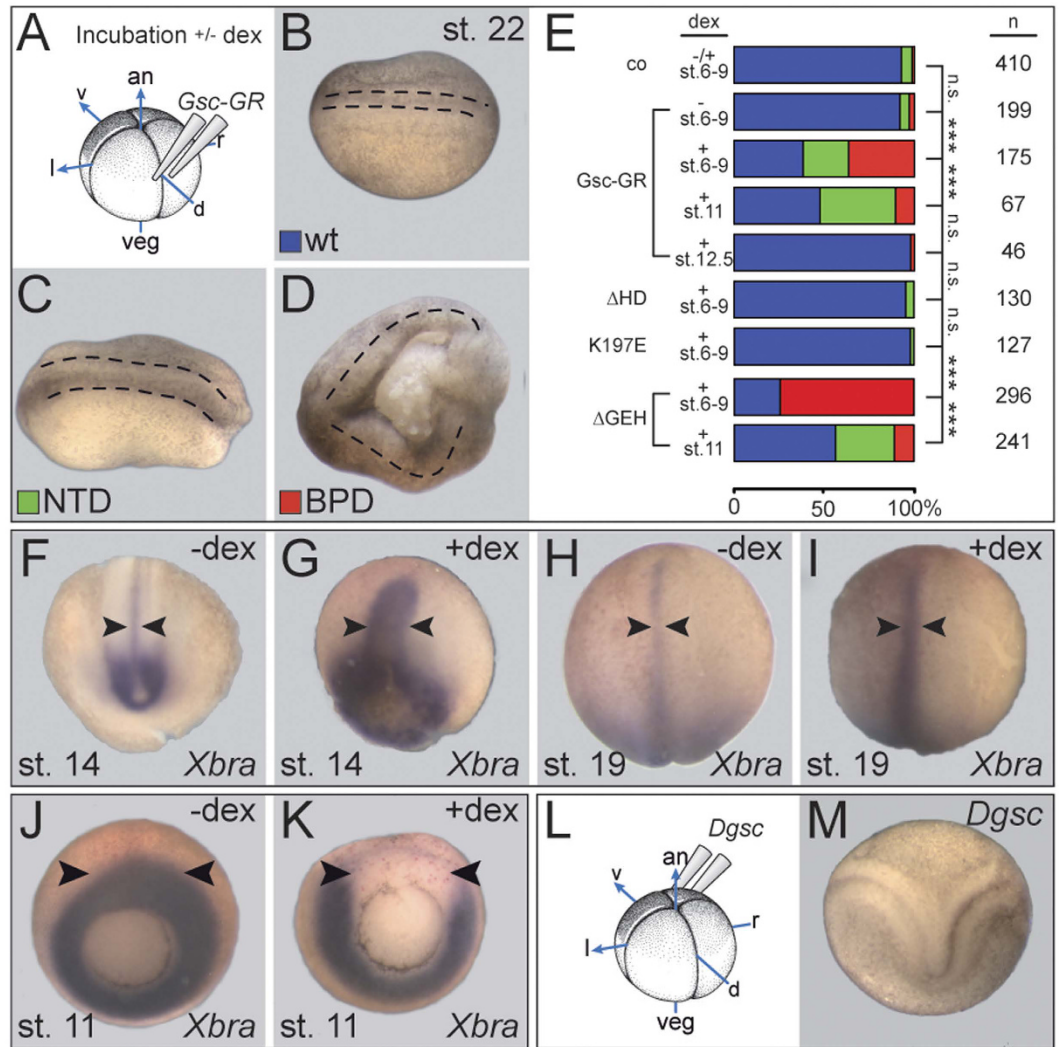 A
Incubation +/- dex
an
v
Gsc-GR
l
r
d
veg
B
st. 22
wt
C
NTD
D
BPD
E
dex
n
co
-/+
st.6-9
410
n.s.
Gsc-GR
-
st.6-9
199
***
+
st.6-9
175
***
+
st.11
67
n.s.
+
st.12.5
46
n.s.
ΔHD
+
st.6-9
130
n.s.
K197E
+
st.6-9
127
***
ΔGEH
+
st.6-9
296
***
+
st.11
241
0 50 100%
F
-dex
st. 14
Xbra
G
+dex
st. 14
Xbra
H
-dex
st. 19
Xbra
I
+dex
st. 19
Xbra
J
-dex
st. 11
Xbra
K
+dex
st. 11
Xbra
L
Dgsc
an
v
r
l
d
veg
M
Dgsc